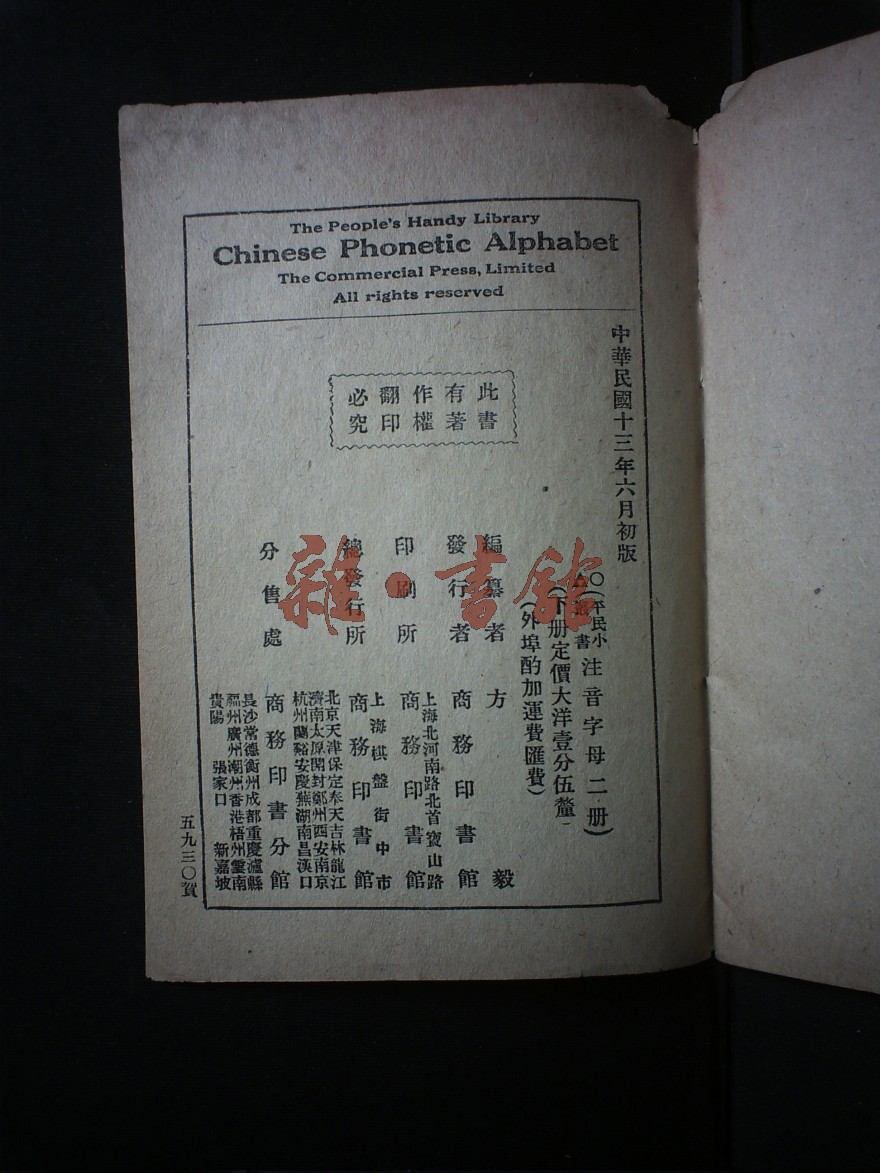 The People's Handy Library
Chinese Phonetic Alphabet
The Commercial Press, Limited
All rights reserved
此書
有著
作權
翻印
必究
中華民國十三年六月初版
〇(平民小
書
注音字母二册)
(下册定價大洋壹分伍釐)
(外埠酌加運費匯費)
編纂者 方毅
發行者 商務印書館
上海北河南路北首寶山路
印刷所 商務印書館
上海棋盤街中市
總發行所 商務印書館
北京天津保定奉天吉林龍江
濟南太原開封鄭州西安南京
杭州蘭谿安慶蕪湖南昌漢口
分售處 商務印書分館
長沙常德衡州成都重慶瀘縣
福州廣州潮州香港梧州雲南
貴陽 張家口 新嘉坡
五九三〇賀
雜·書館